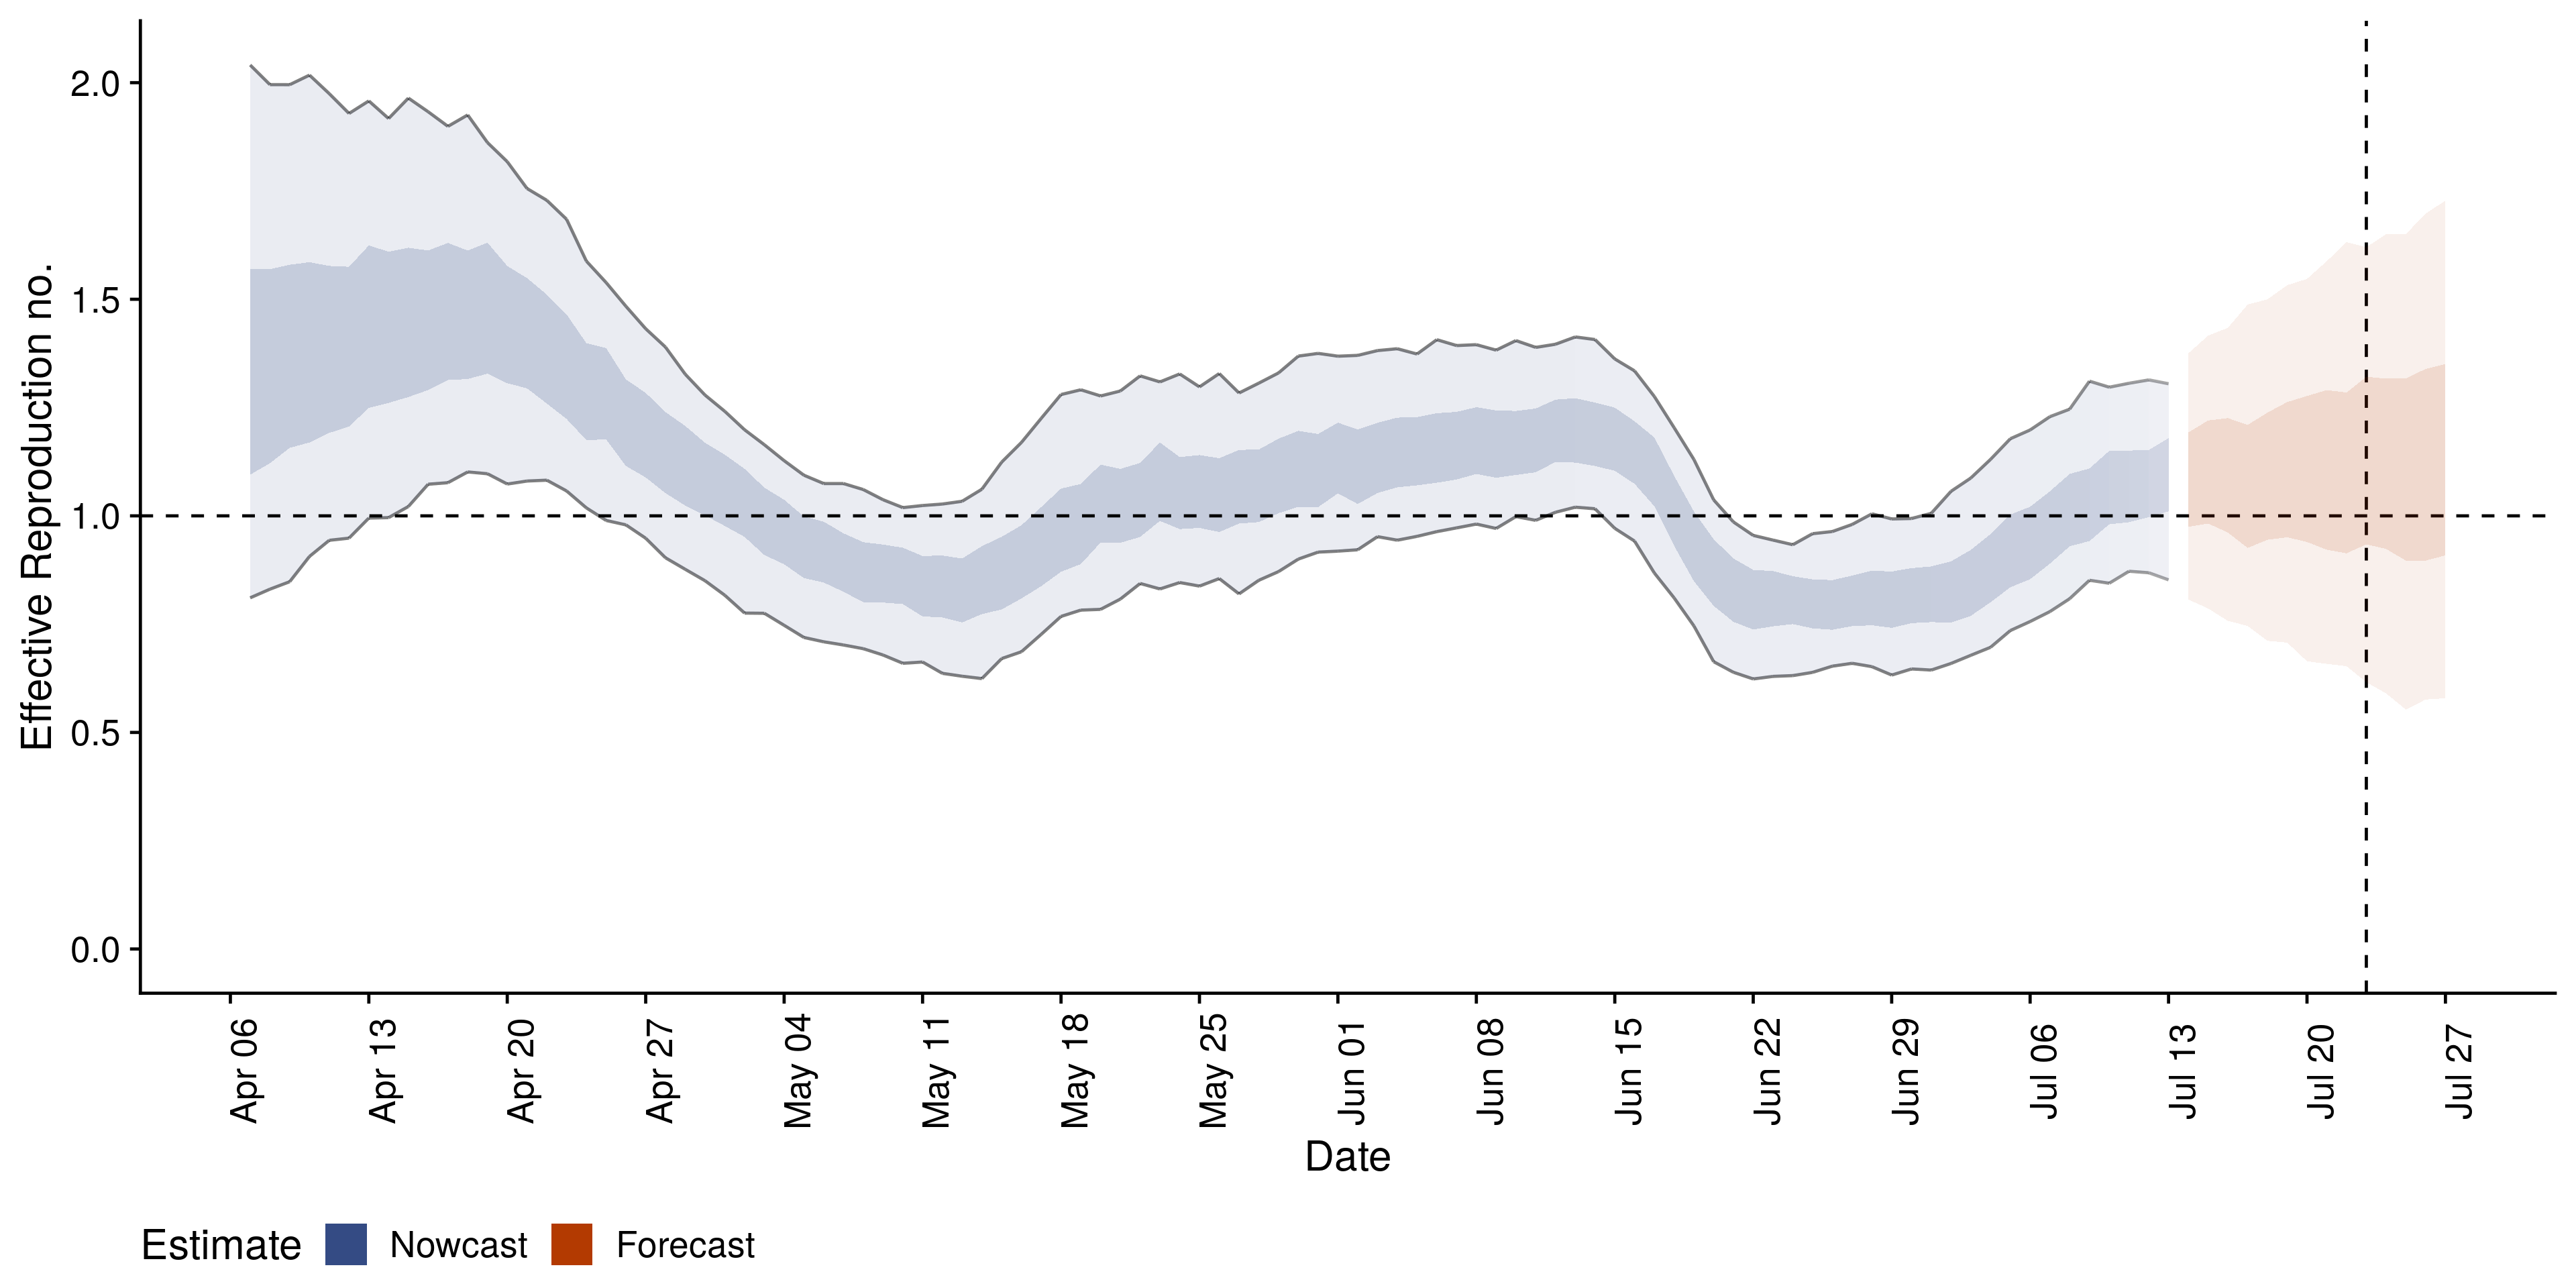 Effective Reproduction no.
2.0
1.5
1.0
0.5
0.0
Apr 06
Apr 13
Apr 20
Apr 27
May 04
May 11
May 18
May 25
Jun 01
Jun 08
Jun 15
Jun 22
Jun 29
Jul 06
Jul 13
Jul 20
Jul 27
Date
Estimate Nowcast Forecast